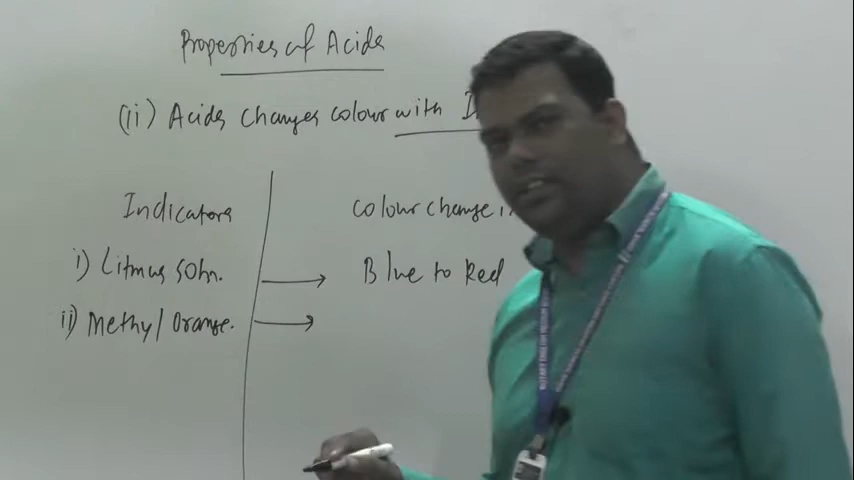 Properties of Acids
(ii) Acids changes colour with I
Indicators
colour change in
i) Litmus soln.
Blue to Red
ii) Methyl Orange.